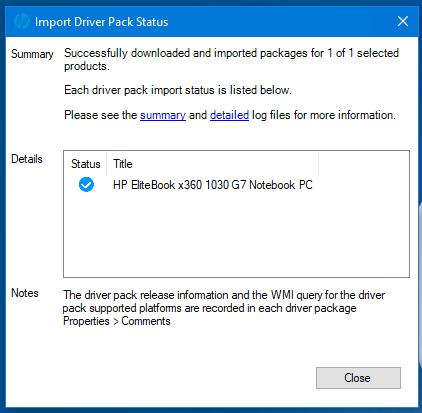 Import Driver Pack Status
Summary
Successfully downloaded and imported packages for 1 of 1 selected
products.
Each driver pack import status is listed below.
Please see the summary and detailed log files for more information.
Details
Status Title
HP EliteBook x360 1030 G7 Notebook PC
Notes
The driver pack release information and the WMI query for the driver
pack supported platforms are recorded in each driver package
Properties > Comments
Close